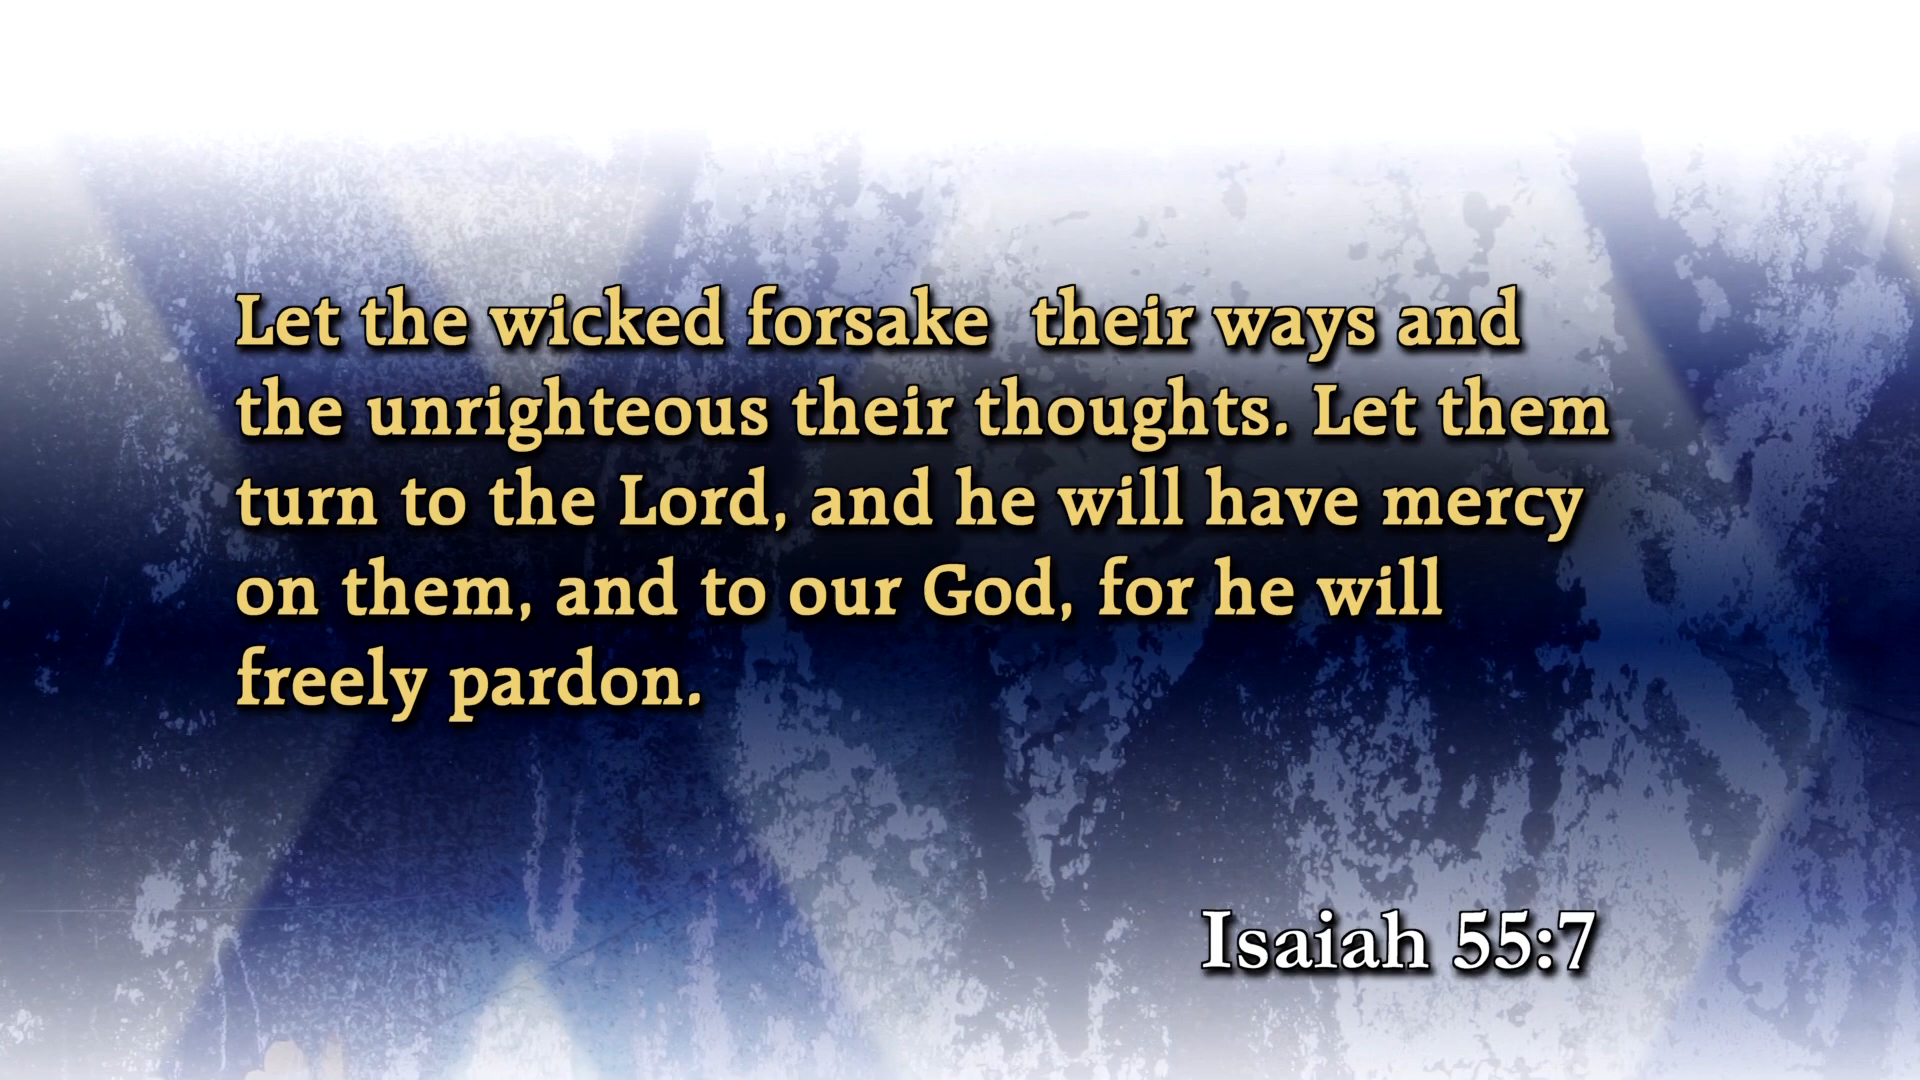 Let the wicked forsake  their ways and
the unrighteous their thoughts. Let them
turn to the Lord, and he will have mercy
on them, and to our God, for he will
freely pardon.
Isaiah 55:7